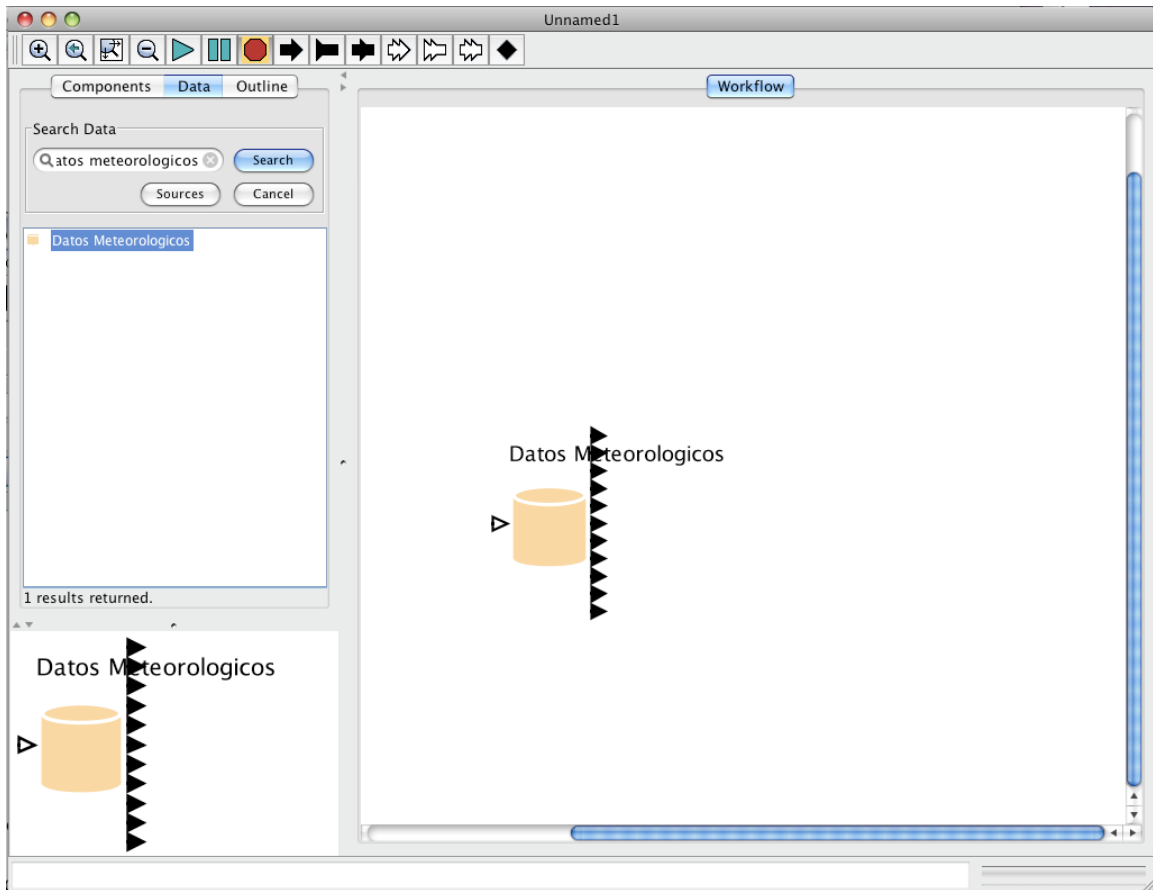 Unnamed1
Components Data Outline
Workflow
Search Data
atos meteorologicos Search
Sources Cancel
Datos Meteorologicos
Datos Meteorologicos
1 results returned.
Datos Meteorologicos